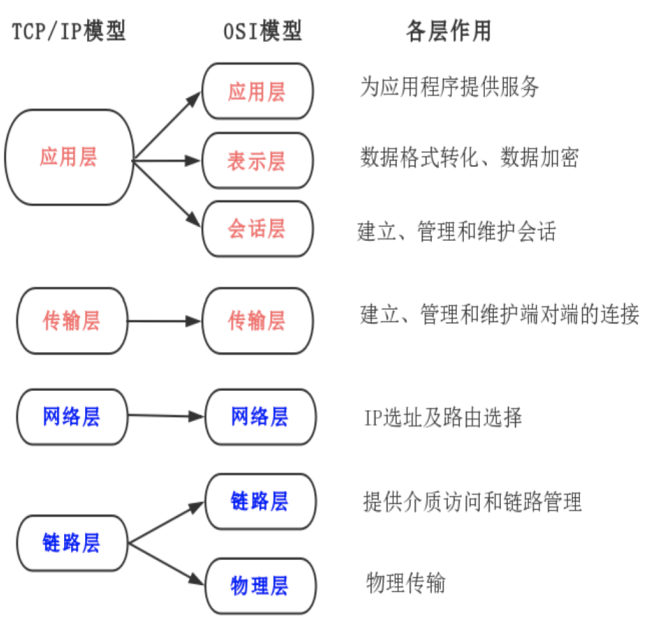 TCP/IP模型 OSI模型 各层作用
应用层 为应用程序提供服务
应用层 表示层 数据格式转化、数据加密
会话层 建立、管理和维护会话
传输层 传输层 建立、管理和维护端对端的连接
网络层 网络层 IP选址及路由选择
链路层 提供介质访问和链路管理
链路层
物理层 物理传输